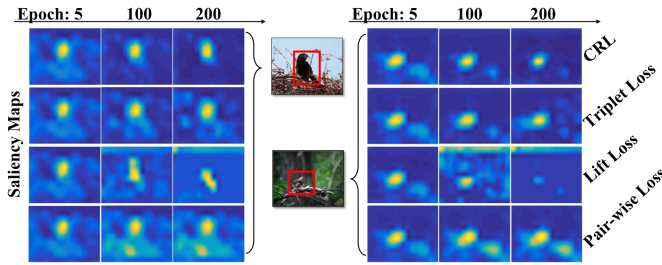 Epoch: 5 100 200
Epoch: 5 100 200
Saliency Maps
CRL
Triplet Loss
Lift Loss
Pair-wise Loss